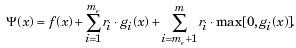 Ψ(x) = f(x) + ∑_{i=1}^{m_e} r_i · g_i(x) + ∑_{i=m_e+1}^{m} r_i · max[0, g_i(x)],